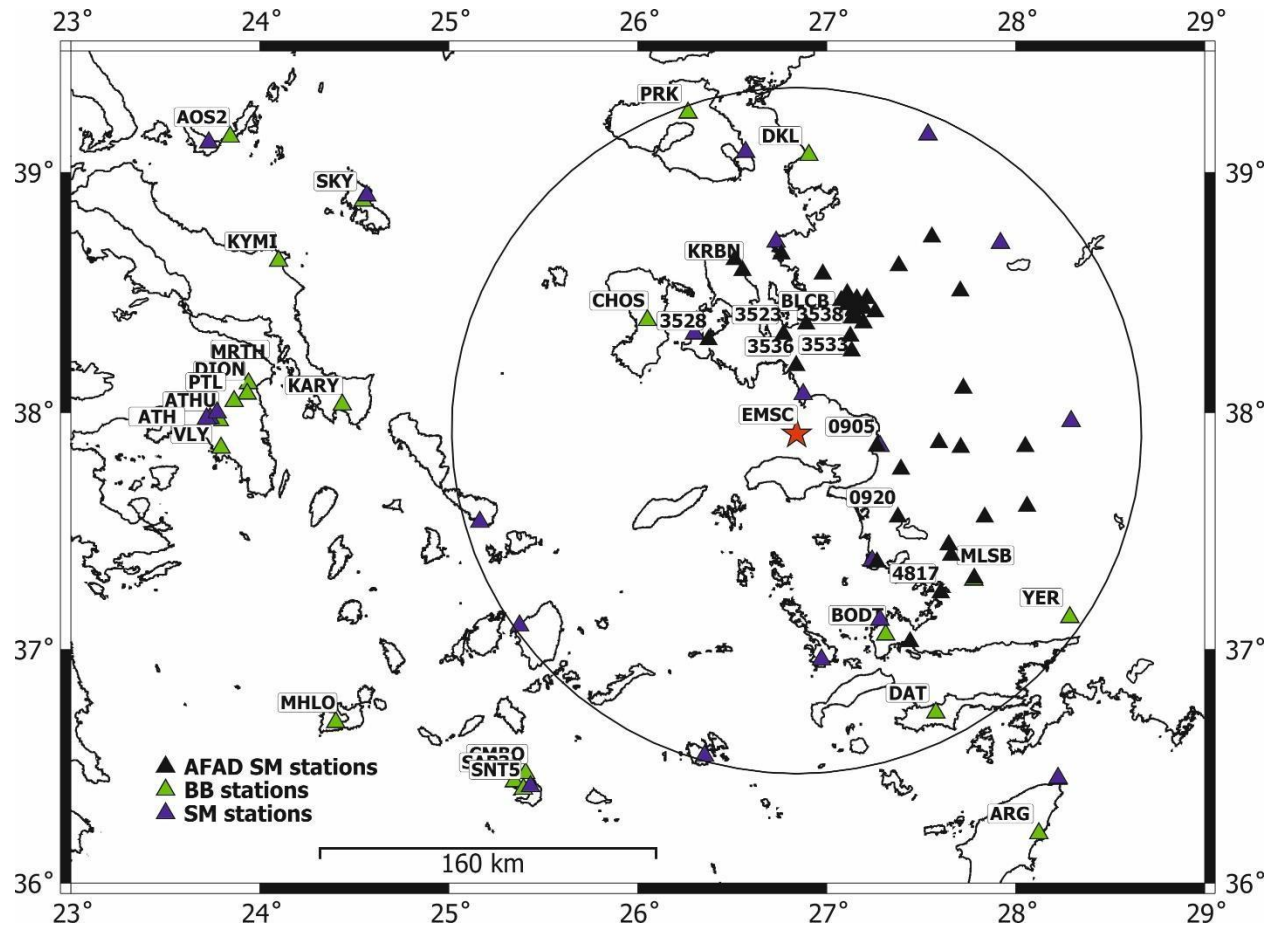 23° 24° 25° 26° 27° 28° 29°
PRK
AOS2
DKL
39° 39°
SKY
KYMI
KRBN
CHOS
BLCB
3528
3523
3538
3536
3533
MRTH
DION
PTL
KARY
ATHU
38° 38°
ATH
EMSC
0905
VLY
0920
MLSB
4817
YER
BODT
37° 37°
MHLO
DAT
SNT5
AFAD SM stations
BB stations
SM stations
ARG
160 km
36° 36°
23° 24° 25° 26° 27° 28° 29°